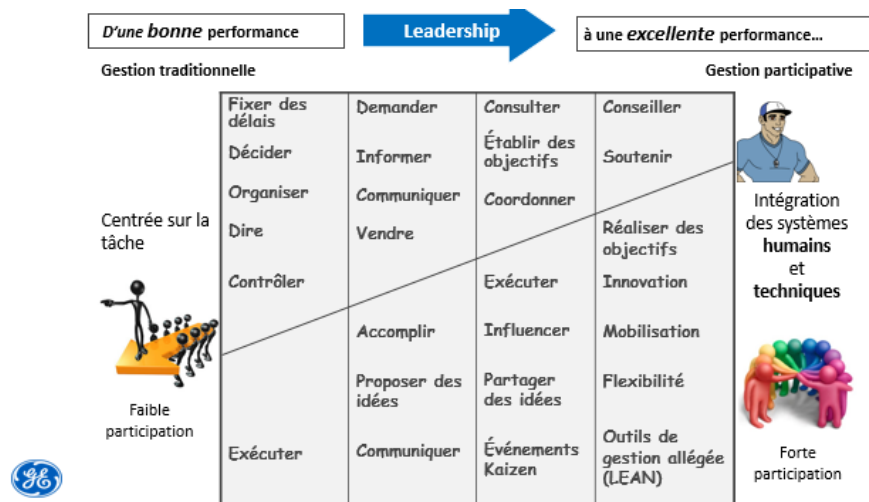 D'une bonne performance
Leadership
à une excellente performance…
Gestion traditionnelle
Gestion participative
Fixer des
délais
Décider
Organiser
Dire
Contrôler
Exécuter
Demander
Informer
Communiquer
Vendre
Accomplir
Proposer des
idées
Communiquer
Consulter
Établir des
objectifs
Coordonner
Exécuter
Influencer
Partager
des idées
Événements
Kaizen
Conseiller
Soutenir
Réaliser des
objectifs
Innovation
Mobilisation
Flexibilité
Outils de
gestion allégée
(LEAN)
Centrée sur la
tâche
Faible
participation
Intégration
des systèmes
humains
et
techniques
Forte
participation
GE